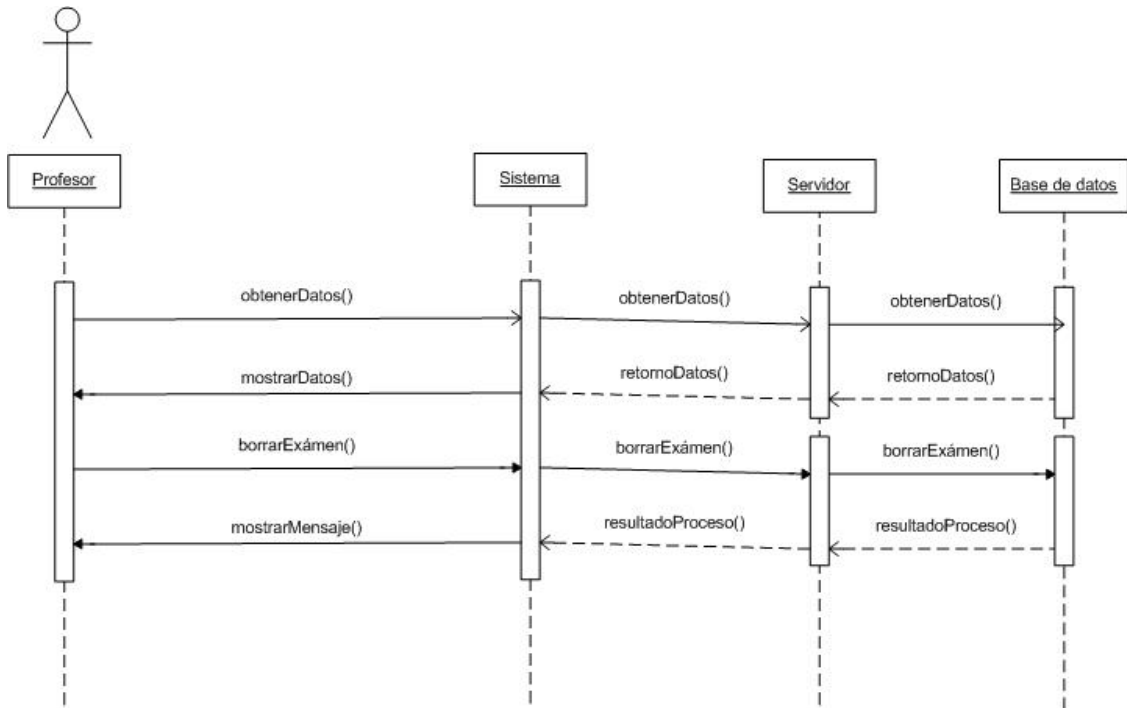 Profesor
Sistema
Servidor
Base de datos
obtenerDatos()
obtenerDatos()
obtenerDatos()
mostrarDatos()
retornoDatos()
retornoDatos()
borrarExámen()
borrarExámen()
borrarExámen()
mostrarMensaje()
resultadoProceso()
resultadoProceso()